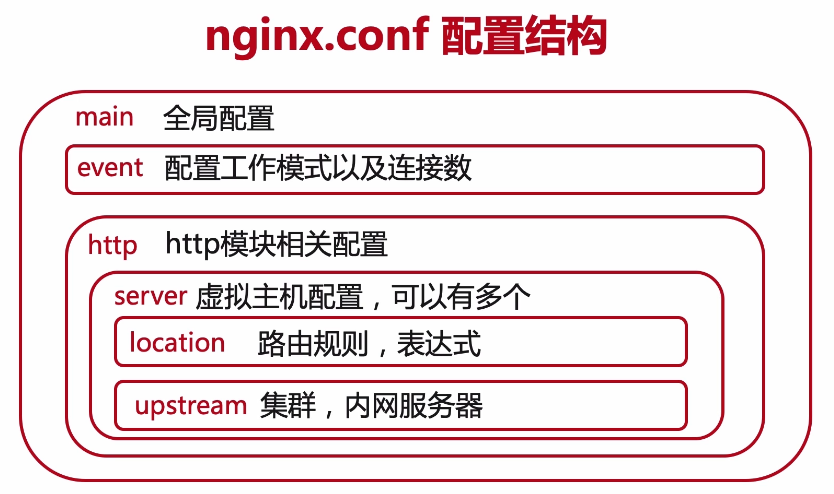 nginx.conf 配置结构
main 全局配置
event 配置工作模式以及连接数
http http模块相关配置
server 虚拟主机配置，可以有多个
location 路由规则，表达式
upstream 集群，内网服务器